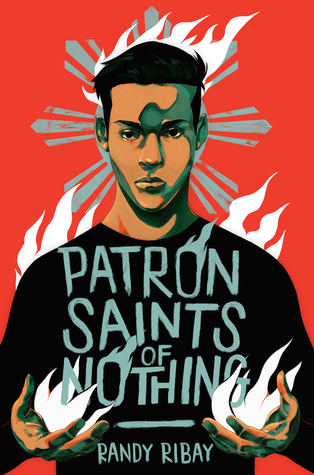 PATRON
SAINTS
OF
NOTHING
RANDY RIBAY